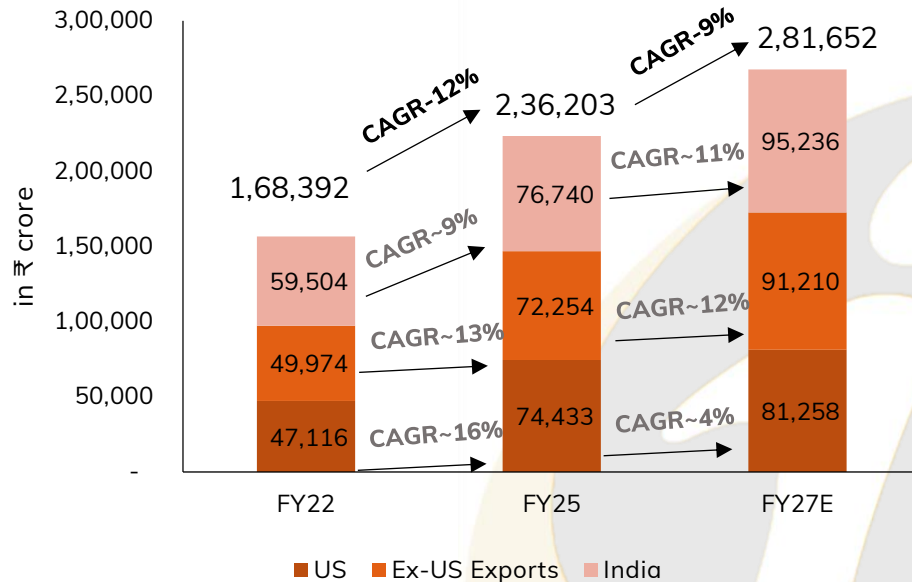 in ₹ crore
3,00,000
2,50,000
2,00,000
1,50,000
1,00,000
50,000
-
1,68,392
CAGR-12%
2,36,203
CAGR-9%
2,81,652
59,504
CAGR~9%
76,740
CAGR~11%
95,236
49,974
CAGR~13%
72,254
CAGR~12%
91,210
47,116
CAGR~16%
74,433
CAGR~4%
81,258
FY22
FY25
FY27E
US
Ex-US Exports
India